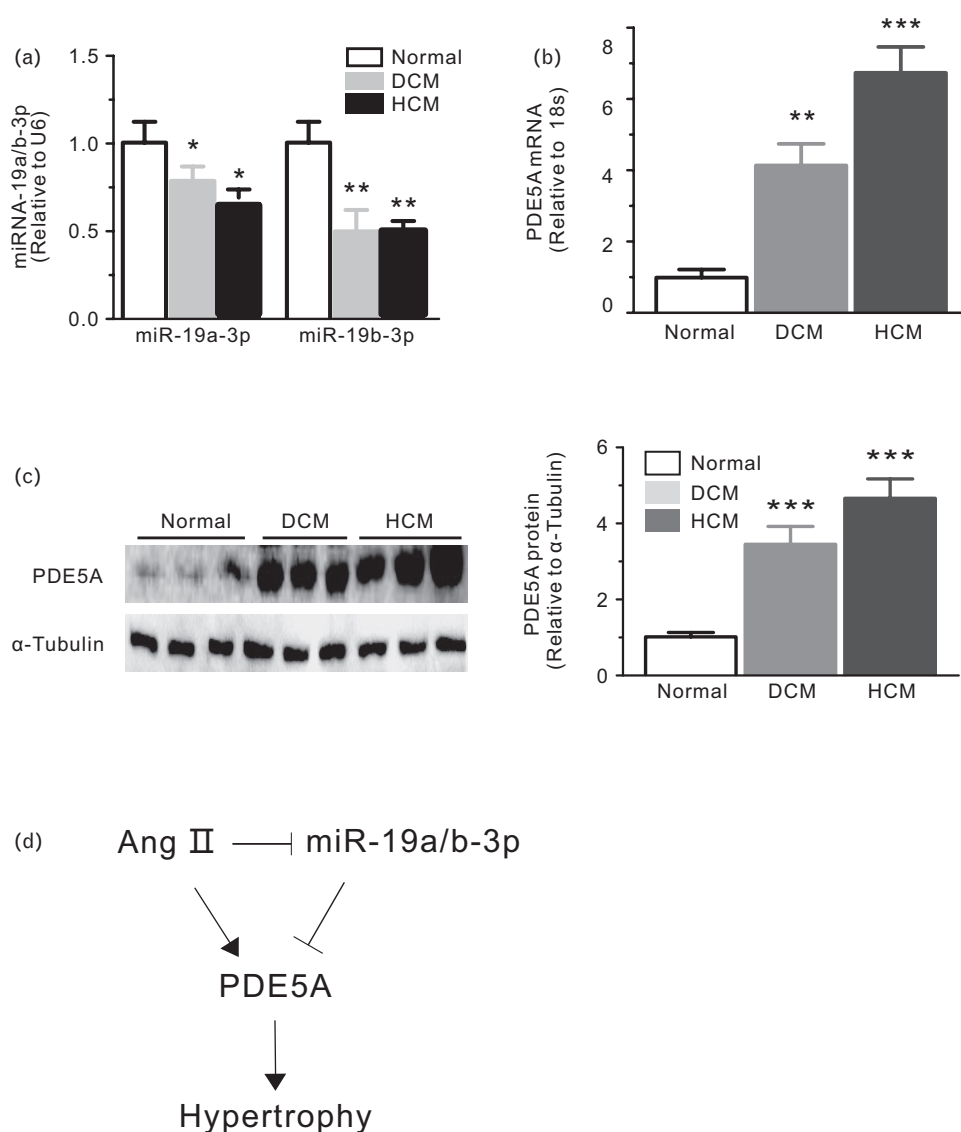 (a)
miRNA-19a/b-3p
(Relative to U6)
1.5
1.0
0.5
0.0
Normal
DCM
HCM
*
*
**
**
miR-19a-3p
miR-19b-3p
(b)
PDE5A mRNA
(Relative to 18s)
8
6
4
2
0
**
***
Normal
DCM
HCM
(c)
Normal
DCM
HCM
PDE5A
α-Tubulin
PDE5A protein
(Relative to α-Tubulin)
6
4
2
0
Normal
DCM
HCM
***
***
Normal
DCM
HCM
(d)
Ang Ⅱ
miR-19a/b-3p
PDE5A
Hypertrophy